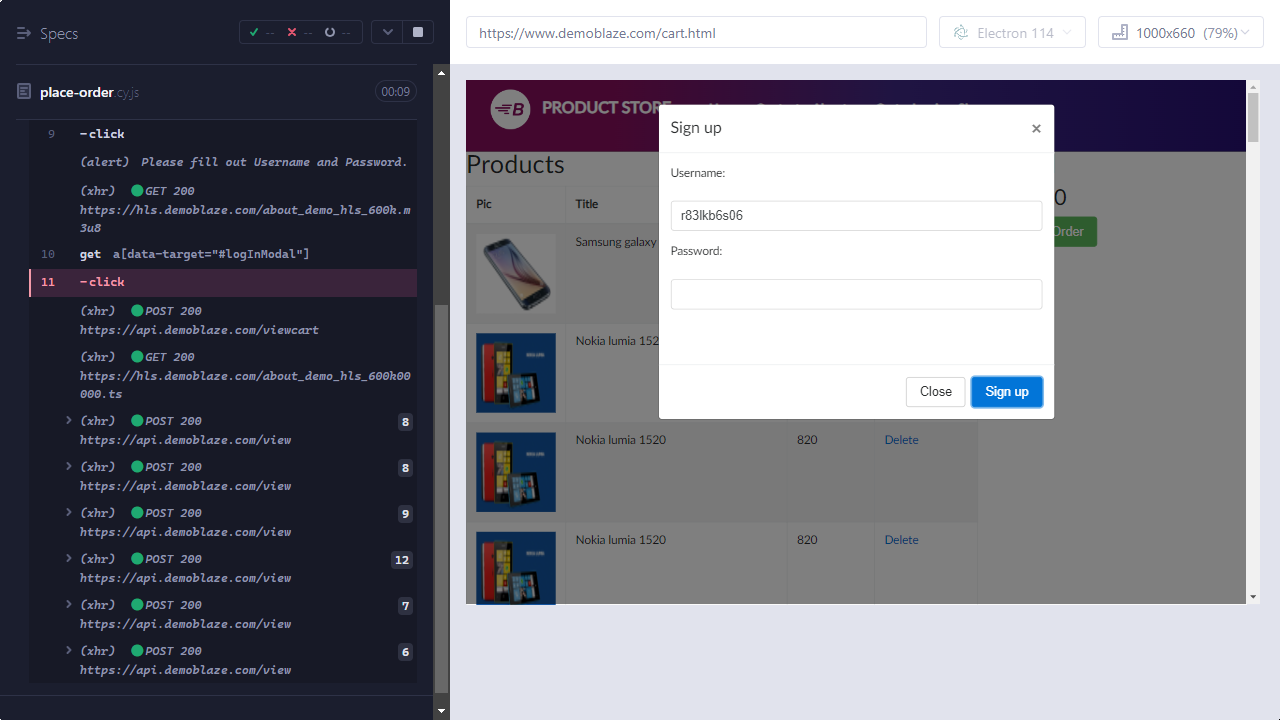 Specs
--
--
--
https://www.demoblaze.com/cart.html
Electron 114
1000x660 (79%)
place-order.cy.js
00:09
9 -click
(alert) Please fill out Username and Password.
(xhr) GET 200
https://hls.demoblaze.com/about_demo_hls_600k.m
3u8
10 get a[data-target="#logInModal"]
11 -click
(xhr) POST 200
https://api.demoblaze.com/viewcart
(xhr) GET 200
https://hls.demoblaze.com/about_demo_hls_600k00
000.ts
(xhr) POST 200 8
https://api.demoblaze.com/view
(xhr) POST 200 8
https://api.demoblaze.com/view
(xhr) POST 200 9
https://api.demoblaze.com/view
(xhr) POST 200 12
https://api.demoblaze.com/view
(xhr) POST 200 7
https://api.demoblaze.com/view
(xhr) POST 200 6
https://api.demoblaze.com/view
B PRODUCT STORE
Products
Pic Title
Samsung galaxy
Nokia lumia 152
Nokia lumia 1520 820 Delete
Nokia lumia 1520 820 Delete
0
Order
Sign up ×
Username:
r83lkb6s06
Password:
Close Sign up